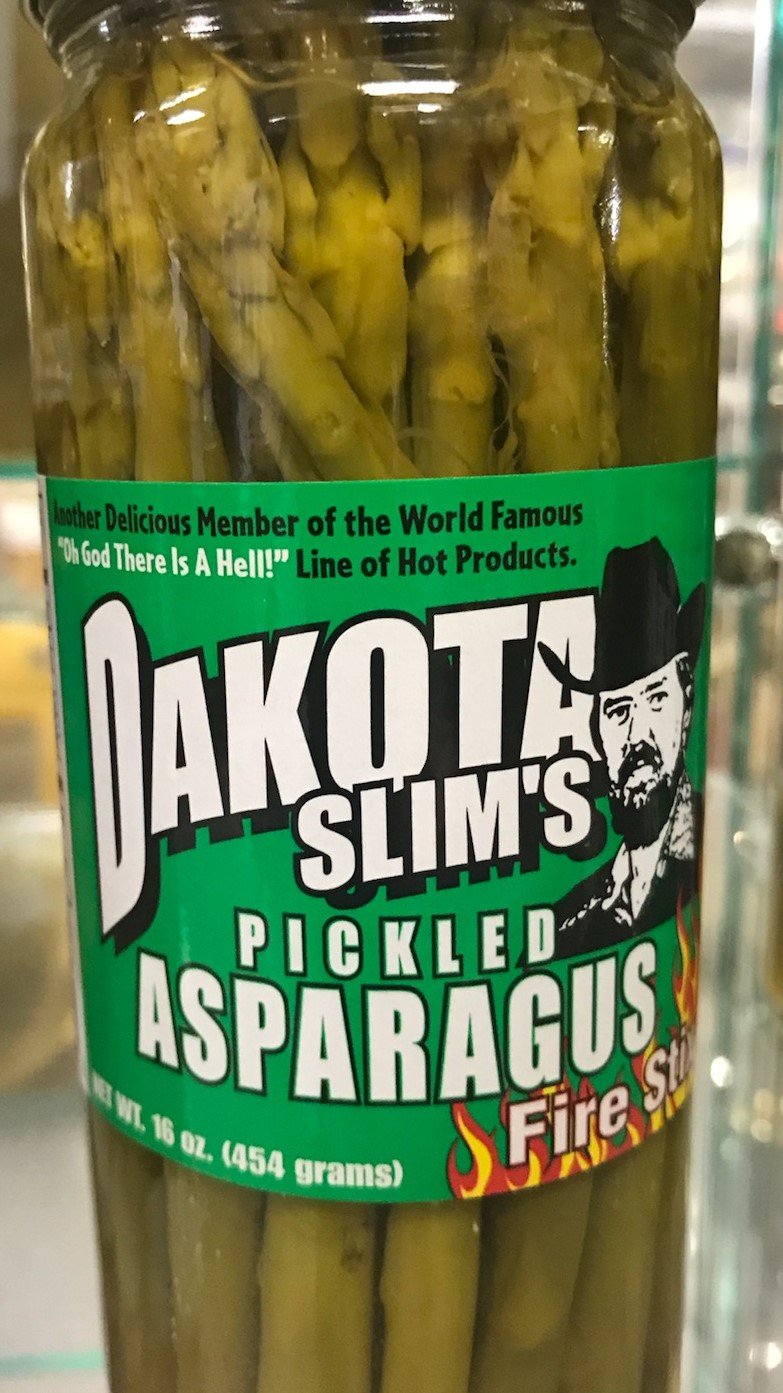 Another Delicious Member of the World Famous
"Oh God There Is A Hell!" Line of Hot Products.
DAKOTA
SLIM'S
PICKLED
ASPARAGUS
Fire
NET WT. 16 oz. (454 grams)